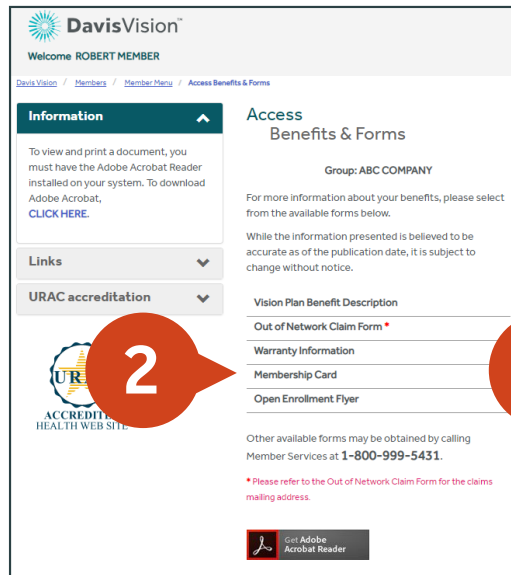 DavisVision™
Welcome ROBERT MEMBER
Davis Vision / Members / Member Menu / Access Benefits & Forms
Information
To view and print a document, you
must have the Adobe Acrobat Reader
installed on your system. To download
Adobe Acrobat,
CLICK HERE.
Links
URAC accreditation
2
ACCREDITE
HEALTH WEB SITE
Access
Benefits & Forms
Group: ABC COMPANY
For more information about your benefits, please select
from the available forms below.
While the information presented is believed to be
accurate as of the publication date, it is subject to
change without notice.
Vision Plan Benefit Description
Out of Network Claim Form *
Warranty Information
Membership Card
Open Enrollment Flyer
Other available forms may be obtained by calling
Member Services at 1-800-999-5431.
* Please refer to the Out of Network Claim Form for the claims
mailing address.
Get Adobe
Acrobat Reader